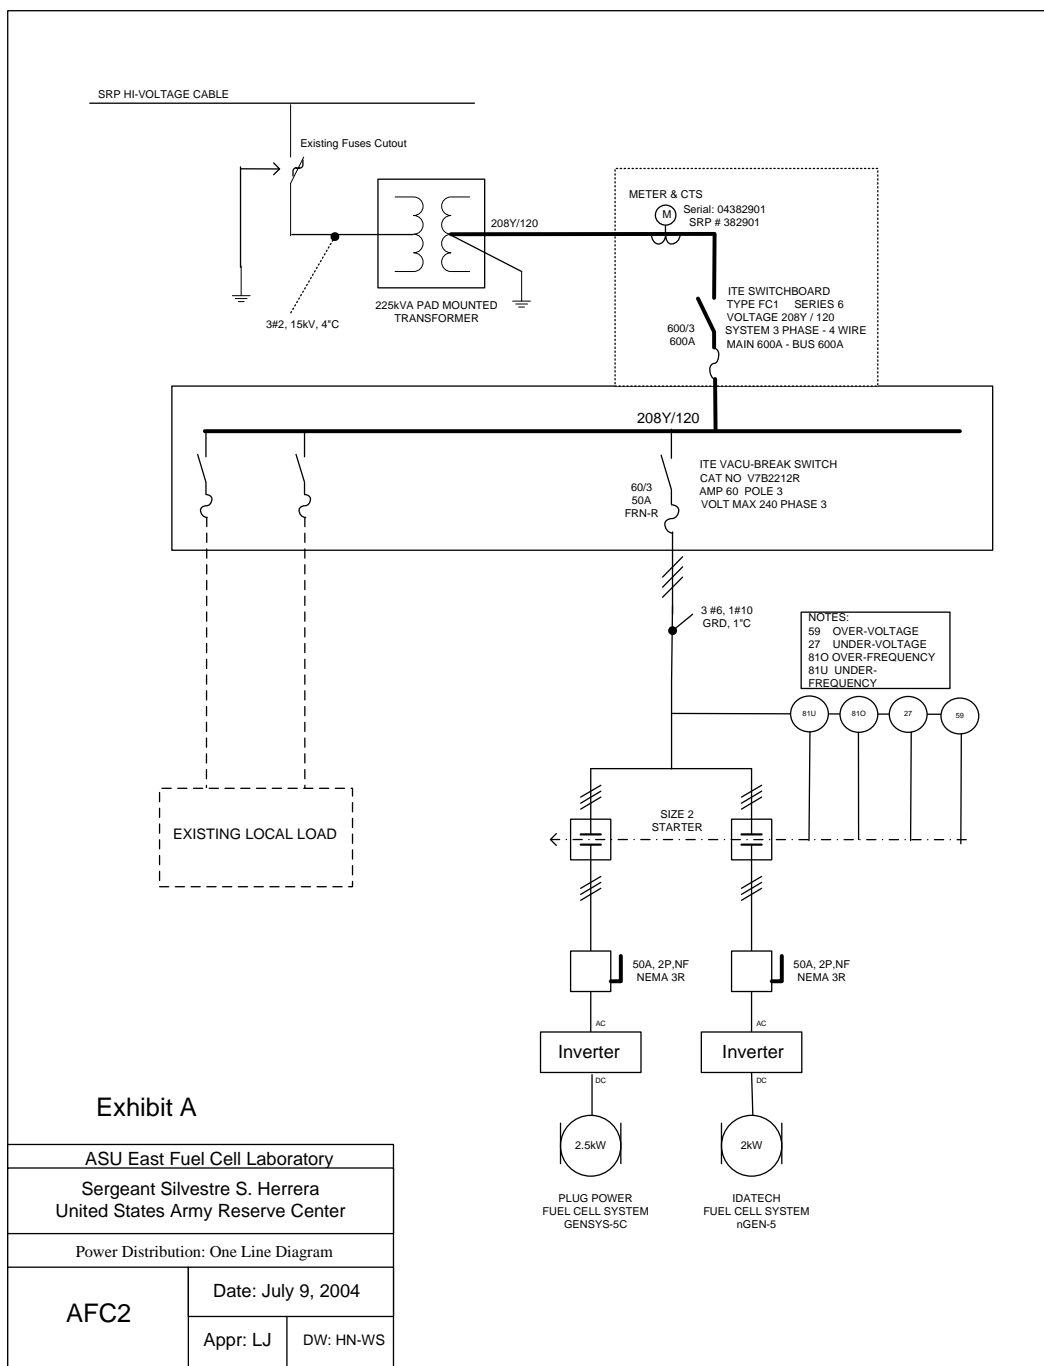 SRP HI-VOLTAGE CABLE
Existing Fuses Cutout
METER & CTS
M
Serial: 04382901
SRP # 382901
208Y/120
225kVA PAD MOUNTED
TRANSFORMER
3#2, 15kV, 4"C
600/3
600A
ITE SWITCHBOARD
TYPE FC1 SERIES 6
VOLTAGE 208Y / 120
SYSTEM 3 PHASE - 4 WIRE
MAIN 600A - BUS 600A
208Y/120
60/3
50A
FRN-R
ITE VACU-BREAK SWITCH
CAT NO V7B2212R
AMP 60 POLE 3
VOLT MAX 240 PHASE 3
3 #6, 1#10
GRD, 1"C
NOTES:
59 OVER-VOLTAGE
27 UNDER-VOLTAGE
81O OVER-FREQUENCY
81U UNDER-
FREQUENCY
81U
81O
27
59
SIZE 2
STARTER
EXISTING LOCAL LOAD
50A, 2P,NF
NEMA 3R
50A, 2P,NF
NEMA 3R
AC
AC
Inverter
Inverter
DC
DC
2.5kW
2kW
PLUG POWER
FUEL CELL SYSTEM
GENSYS-5C
IDATECH
FUEL CELL SYSTEM
nGEN-5
Exhibit A
ASU East Fuel Cell Laboratory
Sergeant Silvestre S. Herrera
United States Army Reserve Center
Power Distribution: One Line Diagram
AFC2
Date: July 9, 2004
Appr: LJ
DW: HN-WS